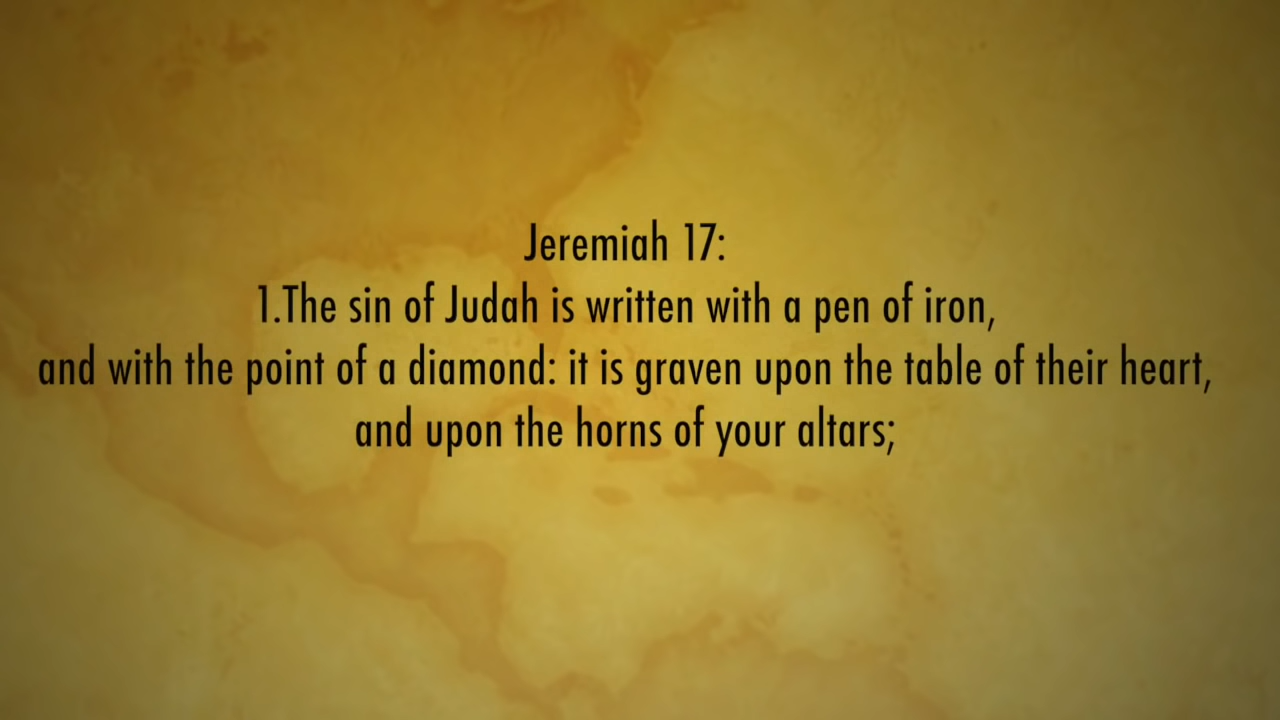 Jeremiah 17:
1.The sin of Judah is written with a pen of iron,
and with the point of a diamond: it is graven upon the table of their heart,
and upon the horns of your altars;